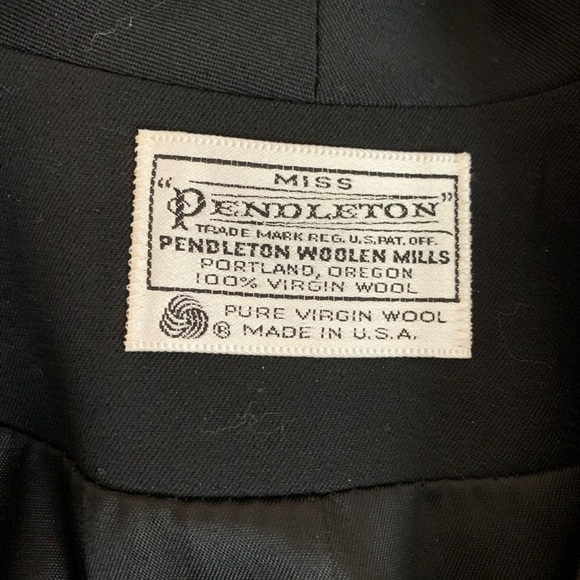 MISS
"PENDLETON"
TRADE MARK REG. U.S. PAT. OFF.
PENDLETON WOOLEN MILLS
PORTLAND, OREGON
100% VIRGIN WOOL
PURE VIRGIN WOOL
® MADE IN U.S.A.